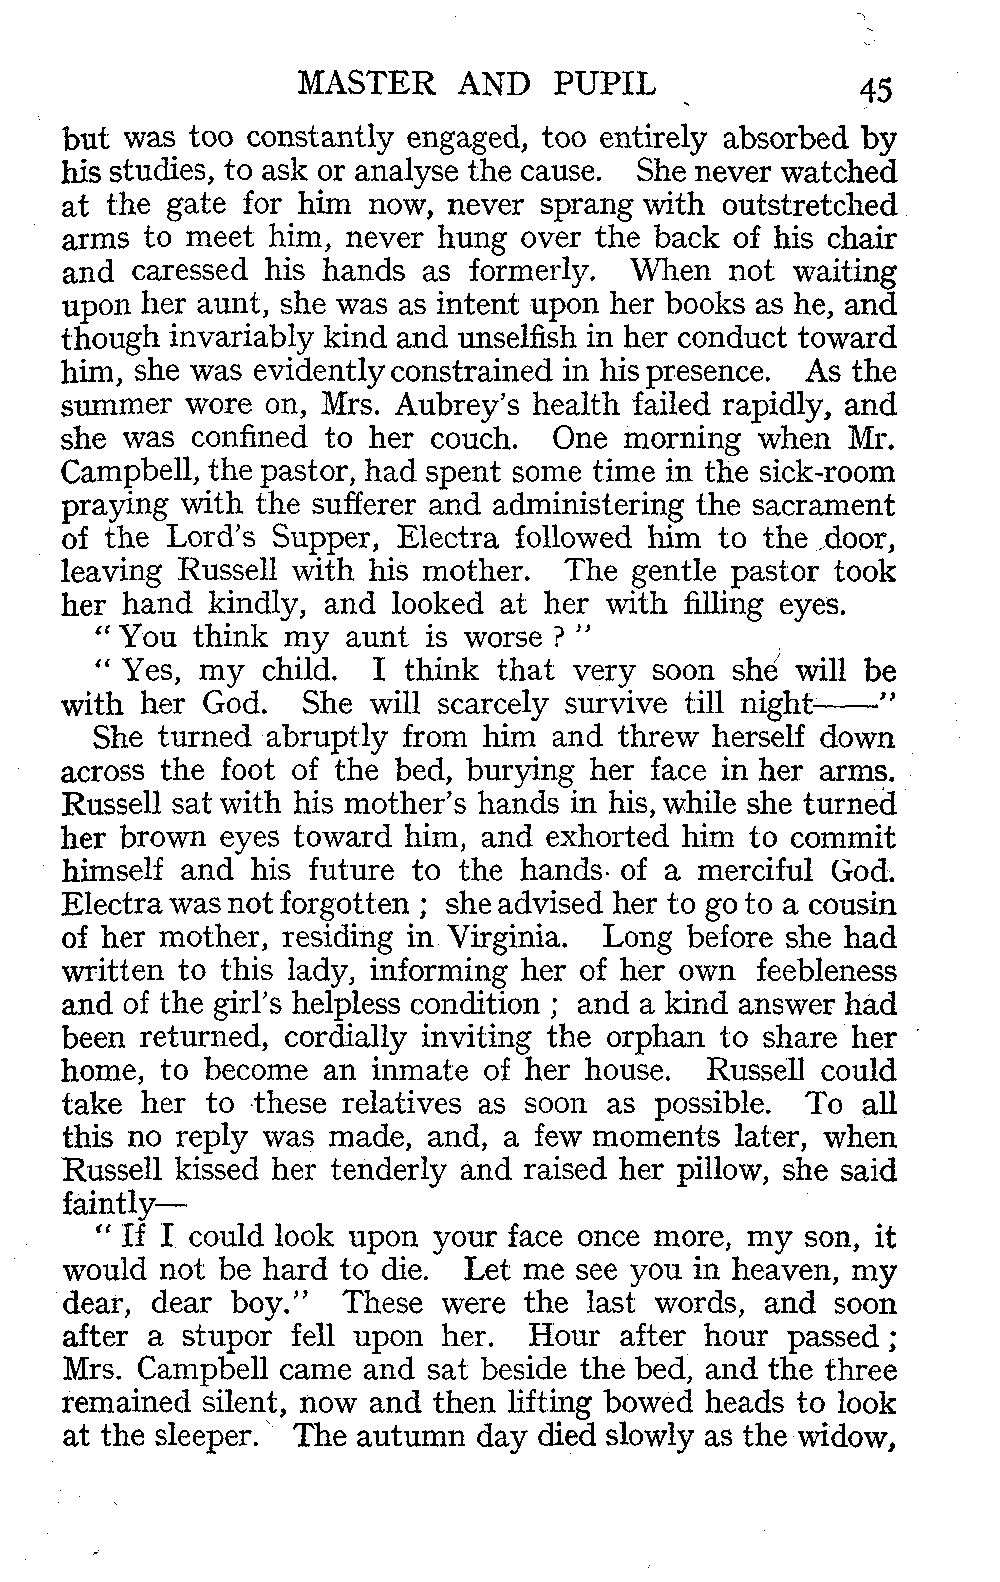 MASTER AND PUPIL 45
but was too constantly engaged, too entirely absorbed by
his studies, to ask or analyse the cause. She never watched
at the gate for him now, never sprang with outstretched
arms to meet him, never hung over the back of his chair
and caressed his hands as formerly. When not waiting
upon her aunt, she was as intent upon her books as he, and
though invariably kind and unselfish in her conduct toward
him, she was evidently constrained in his presence. As the
summer wore on, Mrs. Aubrey's health failed rapidly, and
she was confined to her couch. One morning when Mr.
Campbell, the pastor, had spent some time in the sick-room
praying with the sufferer and administering the sacrament
of the Lord's Supper, Electra followed him to the door,
leaving Russell with his mother. The gentle pastor took
her hand kindly, and looked at her with filling eyes.
“ You think my aunt is worse ? ”
“ Yes, my child. I think that very soon she will be
with her God. She will scarcely survive till night——”
She turned abruptly from him and threw herself down
across the foot of the bed, burying her face in her arms.
Russell sat with his mother's hands in his, while she turned
her brown eyes toward him, and exhorted him to commit
himself and his future to the hands of a merciful God.
Electra was not forgotten ; she advised her to go to a cousin
of her mother, residing in Virginia. Long before she had
written to this lady, informing her of her own feebleness
and of the girl's helpless condition ; and a kind answer had
been returned, cordially inviting the orphan to share her
home, to become an inmate of her house. Russell could
take her to these relatives as soon as possible. To all
this no reply was made, and, a few moments later, when
Russell kissed her tenderly and raised her pillow, she said
faintly—
“ If I could look upon your face once more, my son, it
would not be hard to die. Let me see you in heaven, my
dear, dear boy.” These were the last words, and soon
after a stupor fell upon her. Hour after hour passed ;
Mrs. Campbell came and sat beside the bed, and the three
remained silent, now and then lifting bowed heads to look
at the sleeper. The autumn day died slowly as the widow,